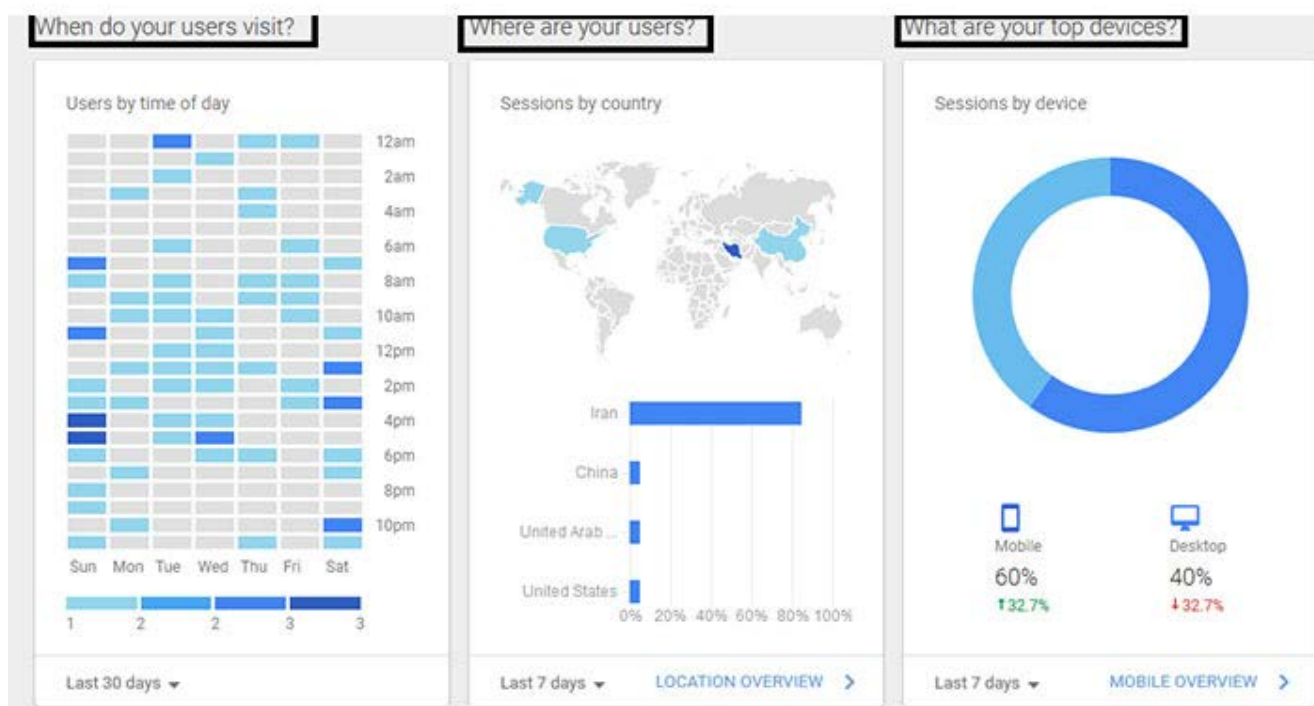 When do your users visit?
Users by time of day
12am
2am
4am
6am
8am
10am
12pm
2pm
4pm
6pm
8pm
10pm
Sun Mon Tue Wed Thu Fri Sat
1 2 2 3 3
Last 30 days
Where are your users?
Sessions by country
Iran
China
United Arab ...
United States
0% 20% 40% 60% 80% 100%
Last 7 days LOCATION OVERVIEW >
What are your top devices?
Sessions by device
Mobile Desktop
60% 40%
↑32.7% ↓32.7%
Last 7 days MOBILE OVERVIEW >